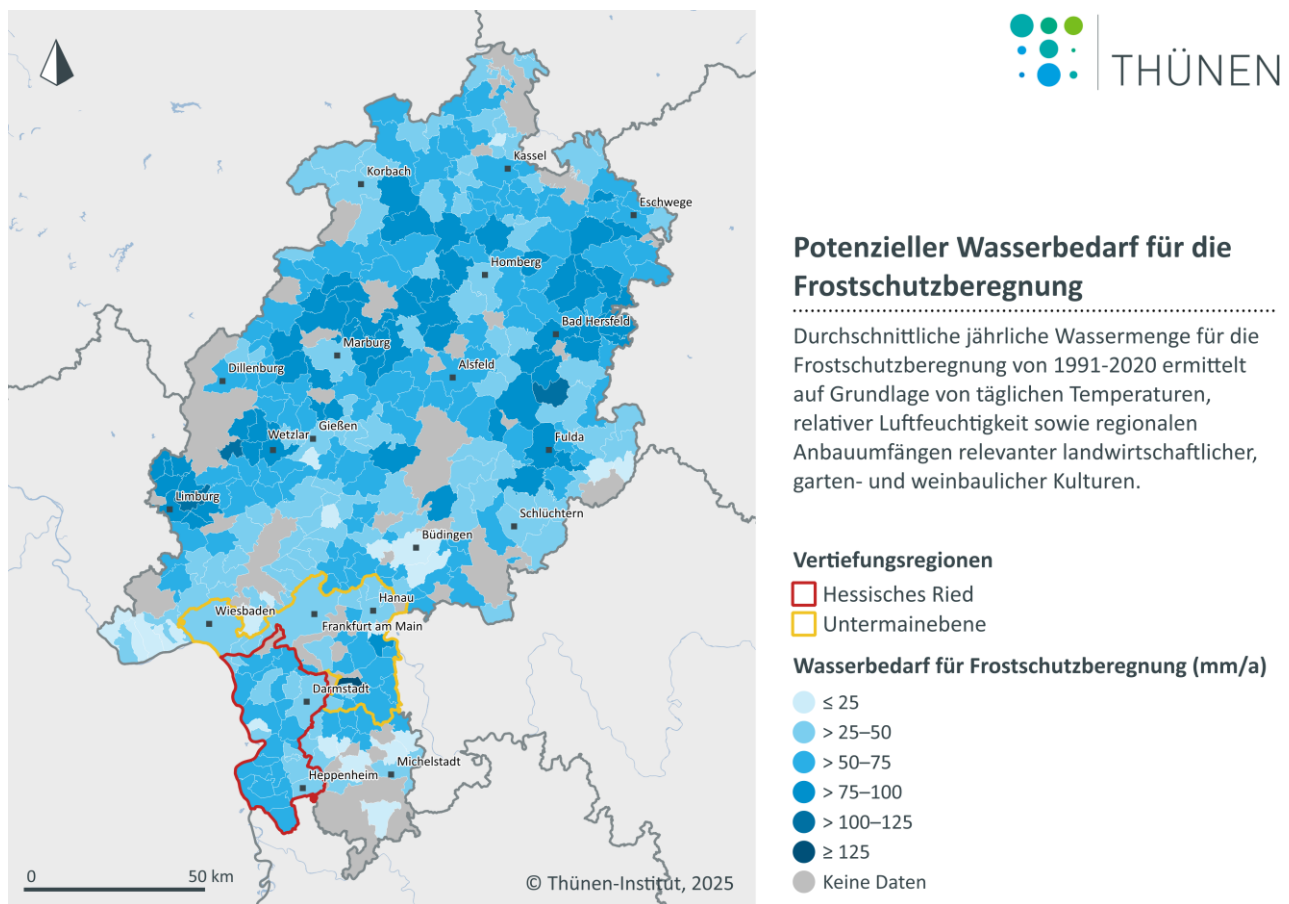 THÜNEN
Kassel
Korbach
Eschwege
Homberg
Bad Hersfeld
Marburg
Alsfeld
Dillenburg
Gießen
Wetzlar
Fulda
Limburg
Schlüchtern
Büdingen
Hanau
Wiesbaden
Frankfurt am Main
Darmstadt
Michelstadt
Heppenheim
0 50 km
© Thünen-Institut, 2025
Potenzieller Wasserbedarf für die
Frostschutzberegnung
Durchschnittliche jährliche Wassermenge für die
Frostschutzberegnung von 1991-2020 ermittelt
auf Grundlage von täglichen Temperaturen,
relativer Luftfeuchtigkeit sowie regionalen
Anbauumfängen relevanter landwirtschaftlicher,
garten- und weinbaulicher Kulturen.
Vertiefungsregionen
Hessisches Ried
Untermainebene
Wasserbedarf für Frostschutzberegnung (mm/a)
≤ 25
> 25–50
> 50–75
> 75–100
> 100–125
≥ 125
Keine Daten